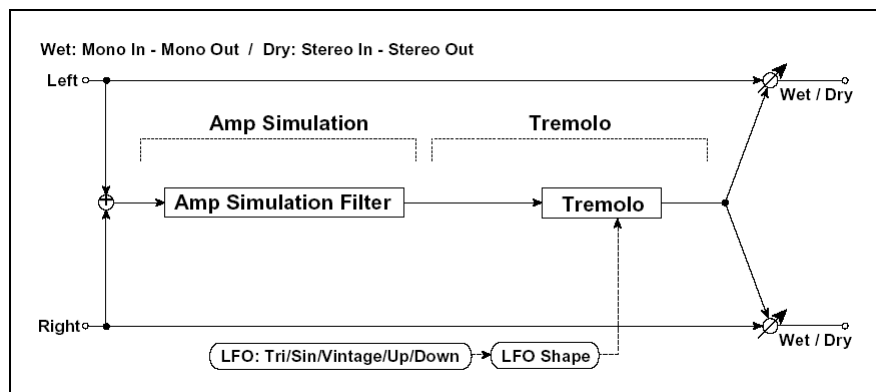 Wet: Mono In - Mono Out / Dry: Stereo In - Stereo Out
Left
Wet / Dry
Amp Simulation
Tremolo
Amp Simulation Filter
Tremolo
Right
Wet / Dry
LFO: Tri/Sin/Vintage/Up/Down
LFO Shape